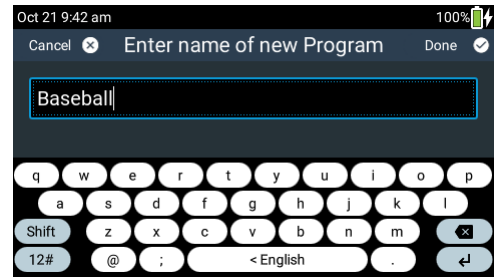 Oct 21 9:42 am 100%
Cancel Enter name of new Program Done
Baseball
q w e r t y u i o p
a s d f g h j k l
Shift z x c v b n m
12# @ ; < English .